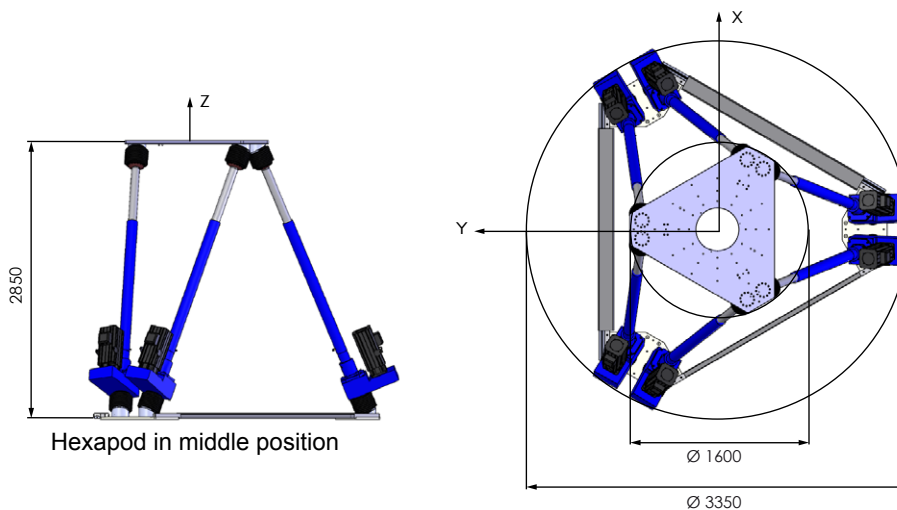 Z
2850
Hexapod in middle position
X
Y
Ø 1600
Ø 3350